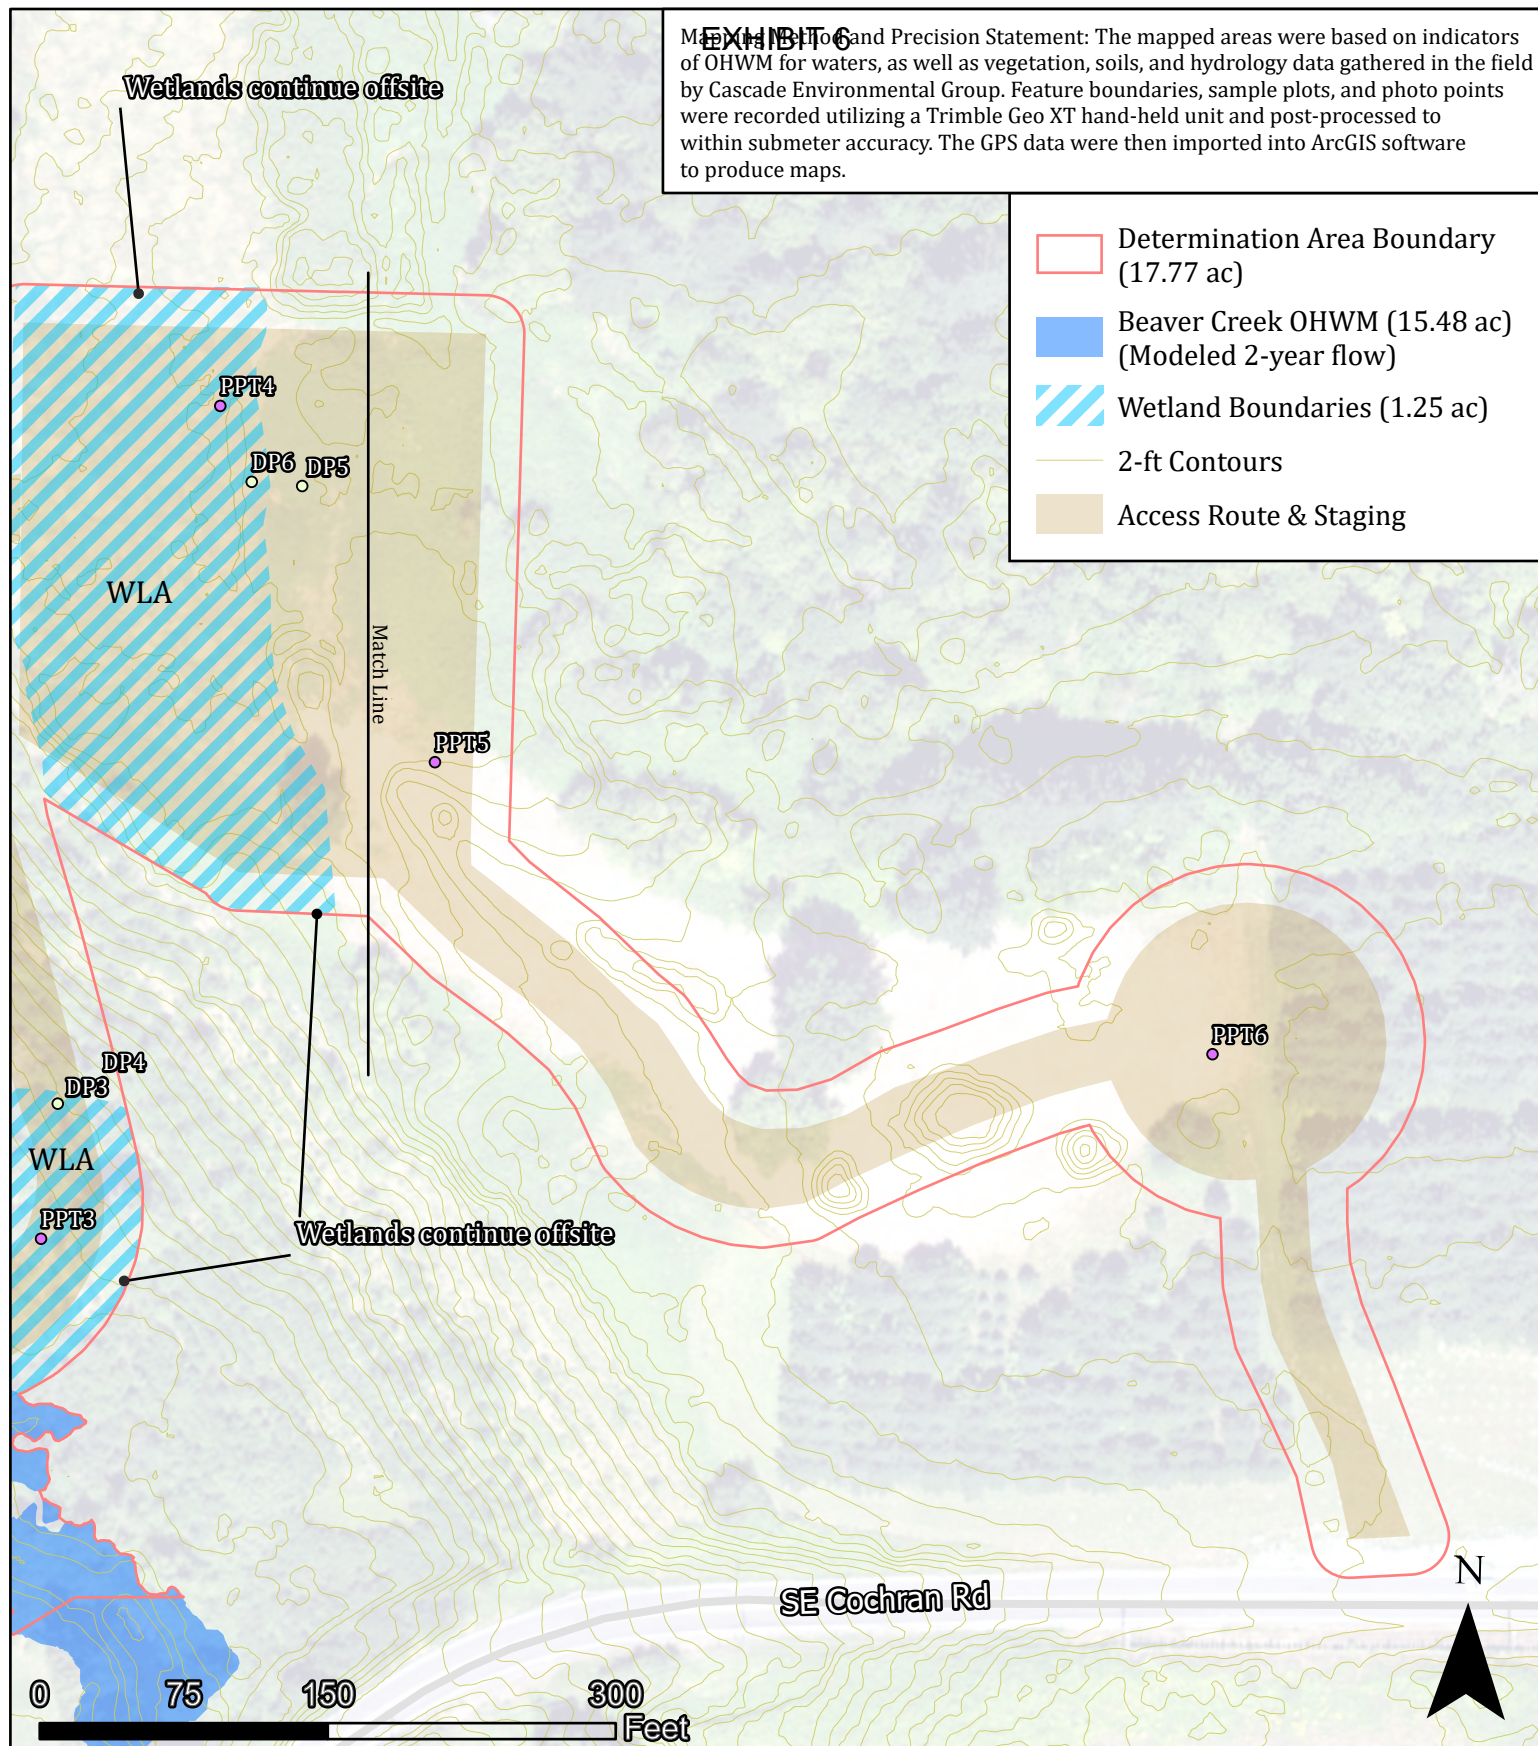 EXHIBIT 6
Mapping Method and Precision Statement: The mapped areas were based on indicators
of OHWM for waters, as well as vegetation, soils, and hydrology data gathered in the field
by Cascade Environmental Group. Feature boundaries, sample plots, and photo points
were recorded utilizing a Trimble Geo XT hand-held unit and post-processed to
within submeter accuracy. The GPS data were then imported into ArcGIS software
to produce maps.
Wetlands continue offsite
Determination Area Boundary
(17.77 ac)
Beaver Creek OHWM (15.48 ac)
(Modeled 2-year flow)
Wetland Boundaries (1.25 ac)
2-ft Contours
Access Route & Staging
PPT4
DP6
DP5
WLA
Match Line
PPT5
PPT6
DP4
DP3
WLA
PPT3
Wetlands continue offsite
SE Cochran Rd
N
0 75 150 300
Feet